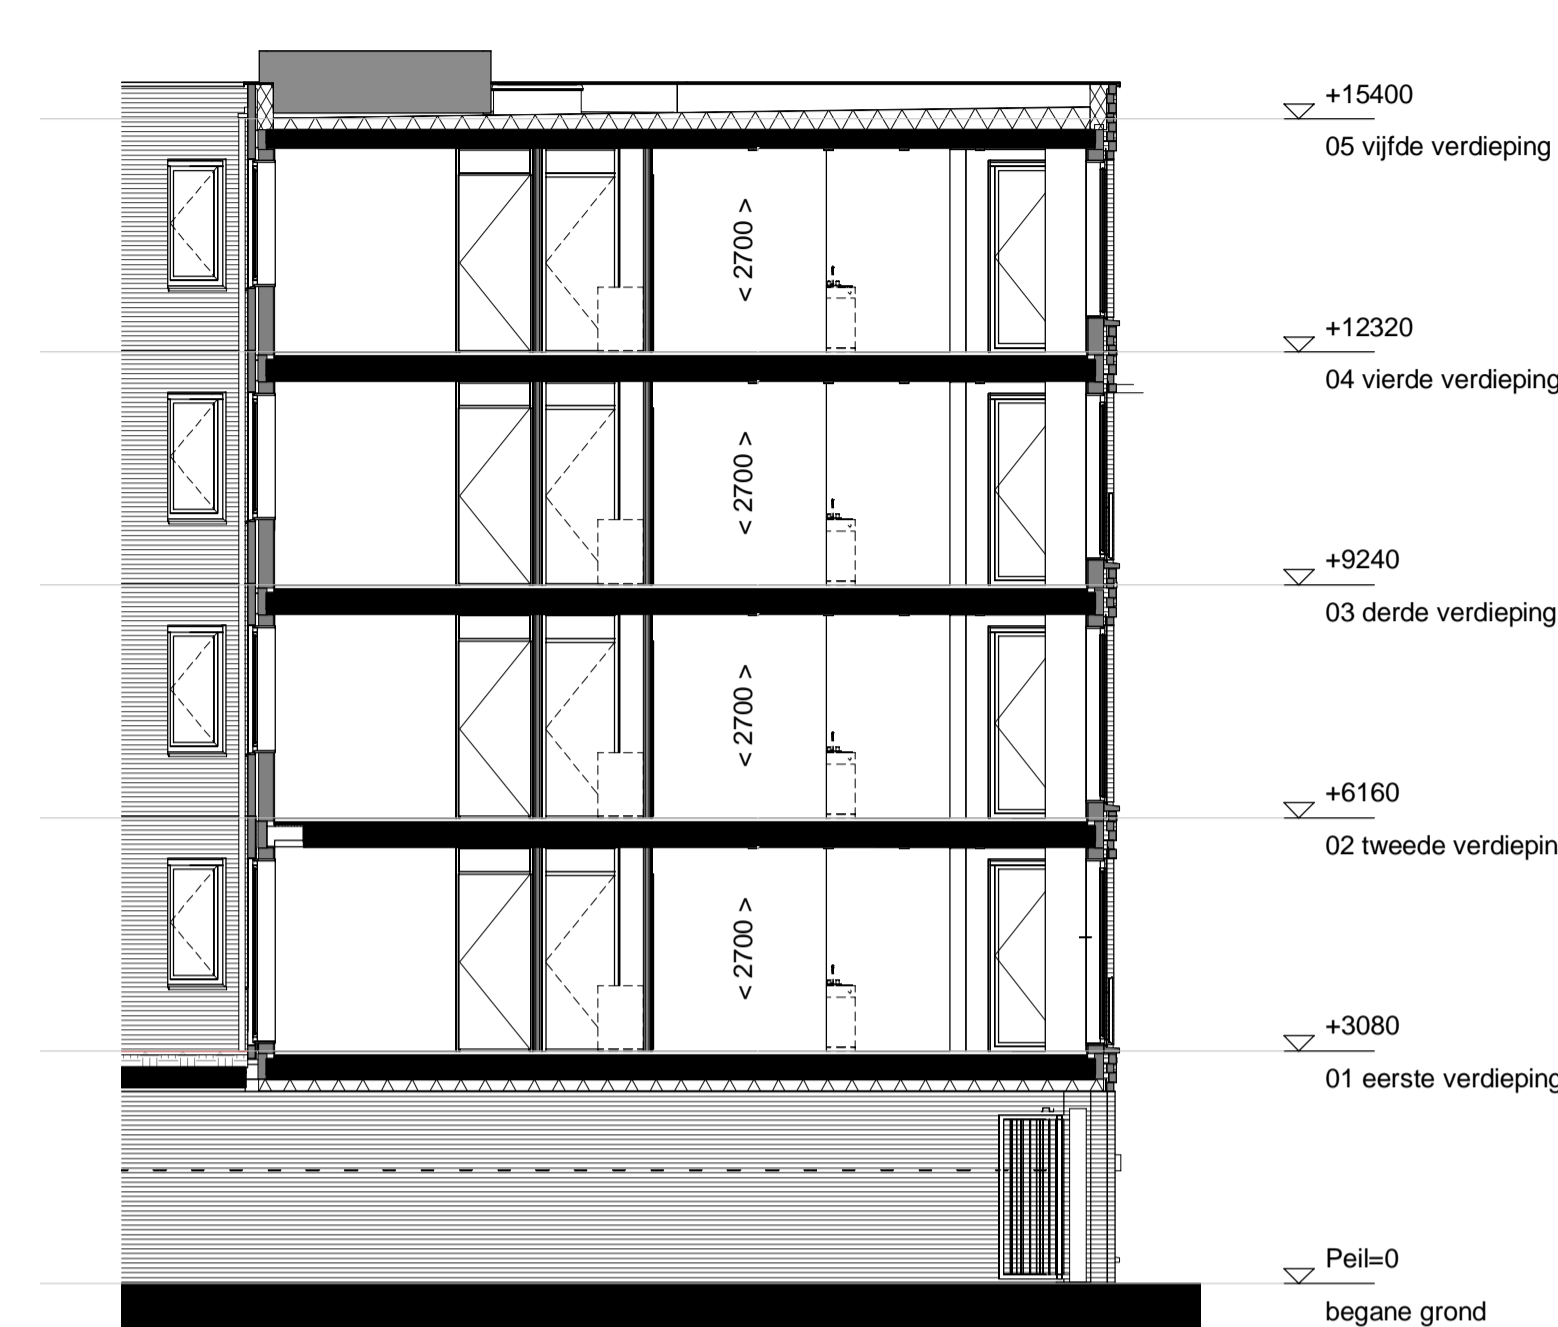 +15400
05 vijfde verdieping
< 2700 >
+12320
04 vierde verdieping
< 2700 >
+9240
03 derde verdieping
< 2700 >
+6160
02 tweede verdiepin
< 2700 >
+3080
01 eerste verdieping
Peil=0
begane grond